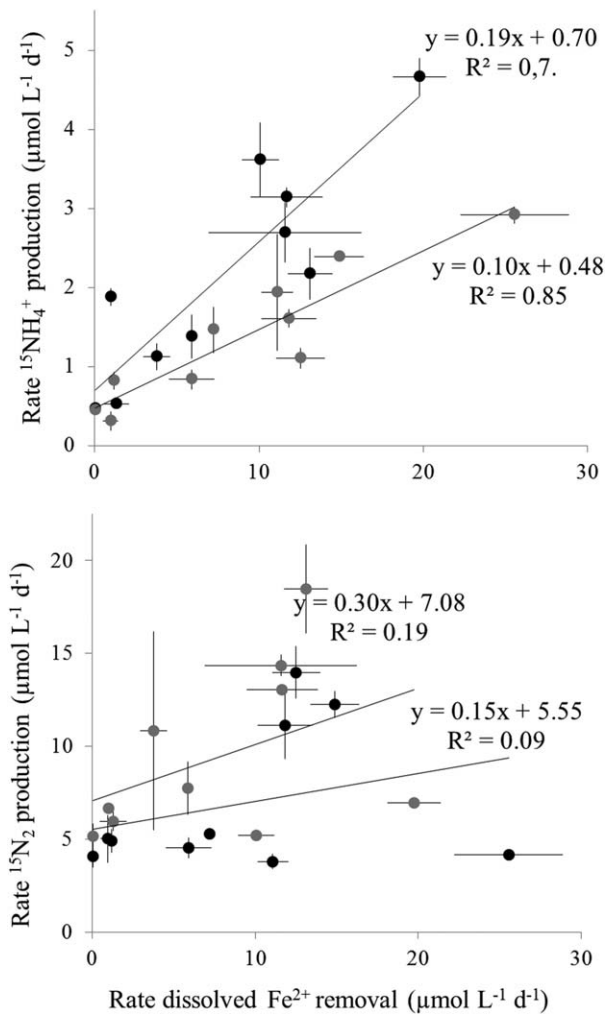 y = 0.19x + 0.70
R² = 0,7.
y = 0.10x + 0.48
R² = 0.85
Rate ¹⁵NH₄⁺ production (µmol L⁻¹ d⁻¹)
5
4
3
2
1
0
0 10 20 30
y = 0.30x + 7.08
R² = 0.19
y = 0.15x + 5.55
R² = 0.09
Rate ¹⁵N₂ production (µmol L⁻¹ d⁻¹)
20
15
10
5
0
0 10 20 30
Rate dissolved Fe²⁺ removal (µmol L⁻¹ d⁻¹)